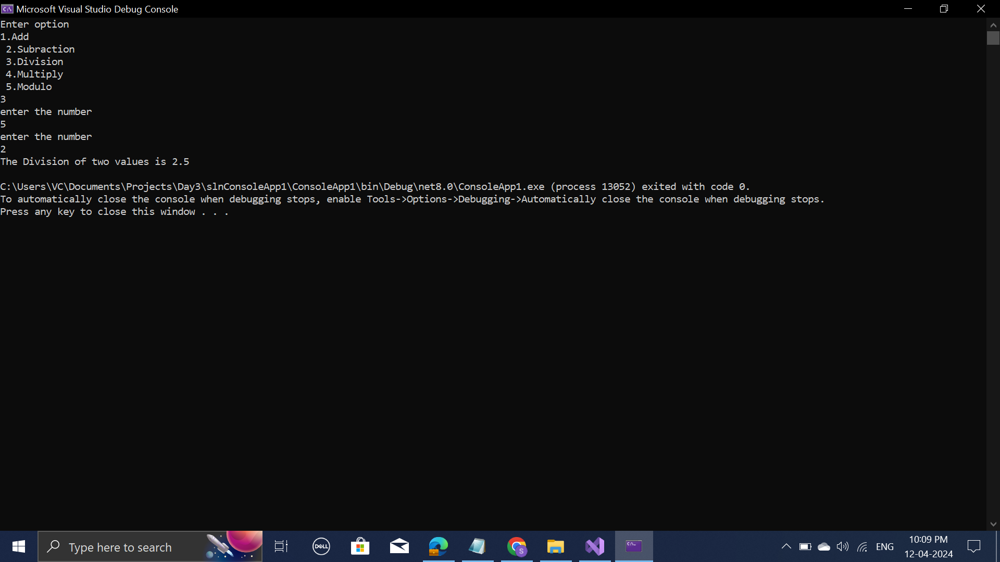 Microsoft Visual Studio Debug Console
Enter option
1.Add
 2.Subraction
 3.Division
 4.Multiply
 5.Modulo
3
enter the number
5
enter the number
2
The Division of two values is 2.5

C:\Users\VC\Documents\Projects\Day3\slnConsoleApp1\ConsoleApp1\bin\Debug\net8.0\ConsoleApp1.exe (process 13052) exited with code 0.
To automatically close the console when debugging stops, enable Tools->Options->Debugging->Automatically close the console when debugging stops.
Press any key to close this window . . .
Type here to search
DELL
S
ENG
10:09 PM
12-04-2024